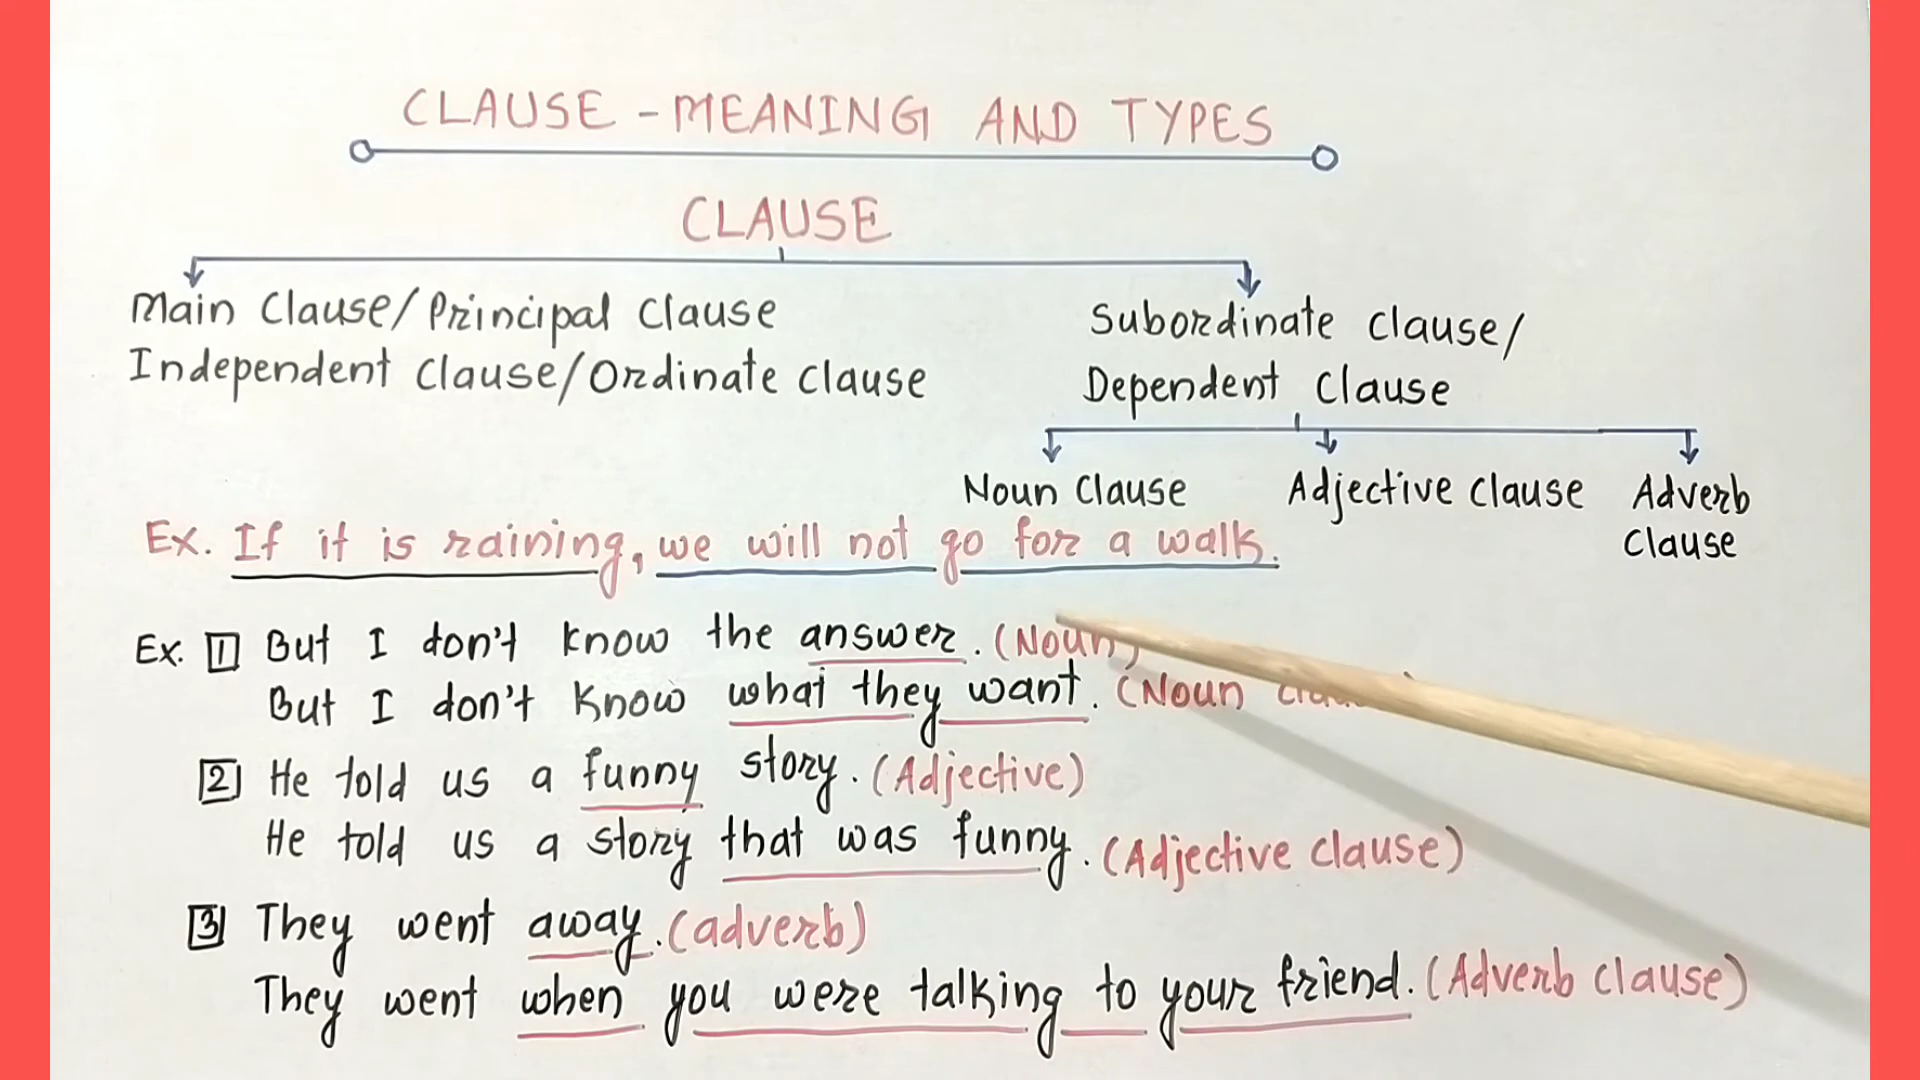 CLAUSE - MEANING AND TYPES
CLAUSE
Main Clause/Principal Clause
Independent Clause/Ordinate clause
Subordinate clause/
Dependent Clause
Noun Clause
Adjective clause
Adverb
clause
Ex. If it is raining, we will not go for a walk.
Ex. 1 But I don't know the answer. (Noun)
But I don't know what they want. (Noun
2 He told us a funny story. (Adjective)
He told us a story that was funny. (Adjective clause)
3 They went away. (adverb)
They went when you were talking to your friend. (Adverb clause)